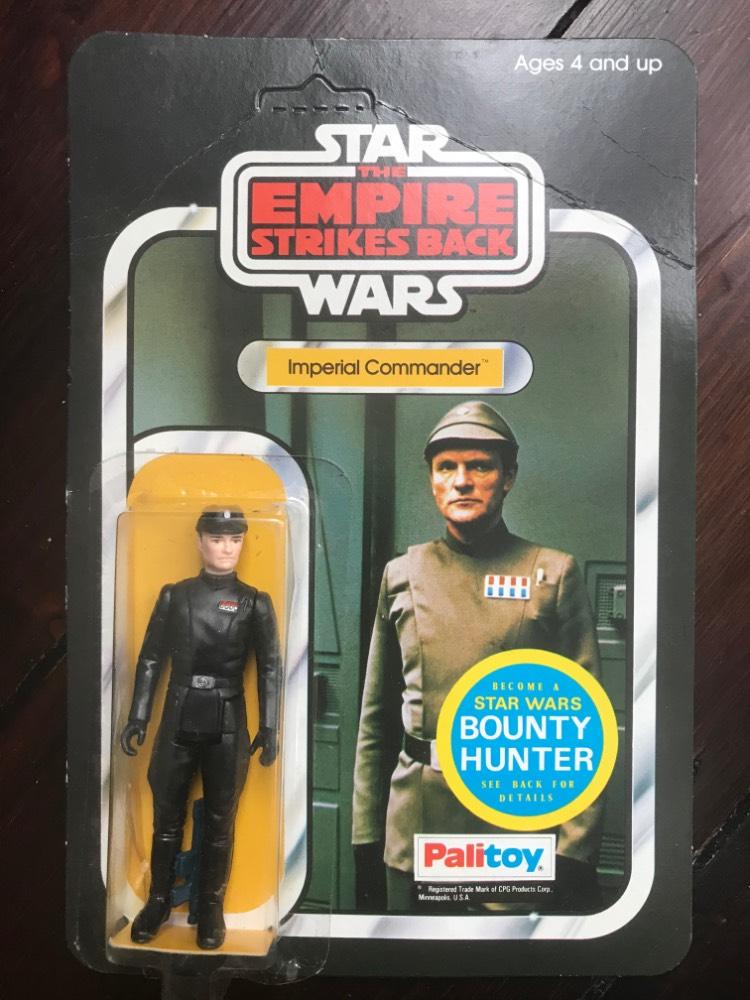 Ages 4 and up
STAR
THE
EMPIRE
STRIKES BACK
WARS
Imperial Commander™
BECOME A
STAR WARS
BOUNTY
HUNTER
SEE BACK FOR
DETAILS
Palitoy®
® Registered Trade Mark of CPG Products Corp.,
Minneapolis, U.S.A.